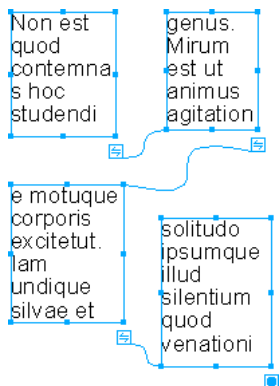 Non est
quod
contemna
s hoc
studendi
genus.
Mirum
est ut
animus
agitation
e motuque
corporis
excitetut.
Iam
undique
silvae et
solitudo
ipsumque
illud
silentium
quod
venationi